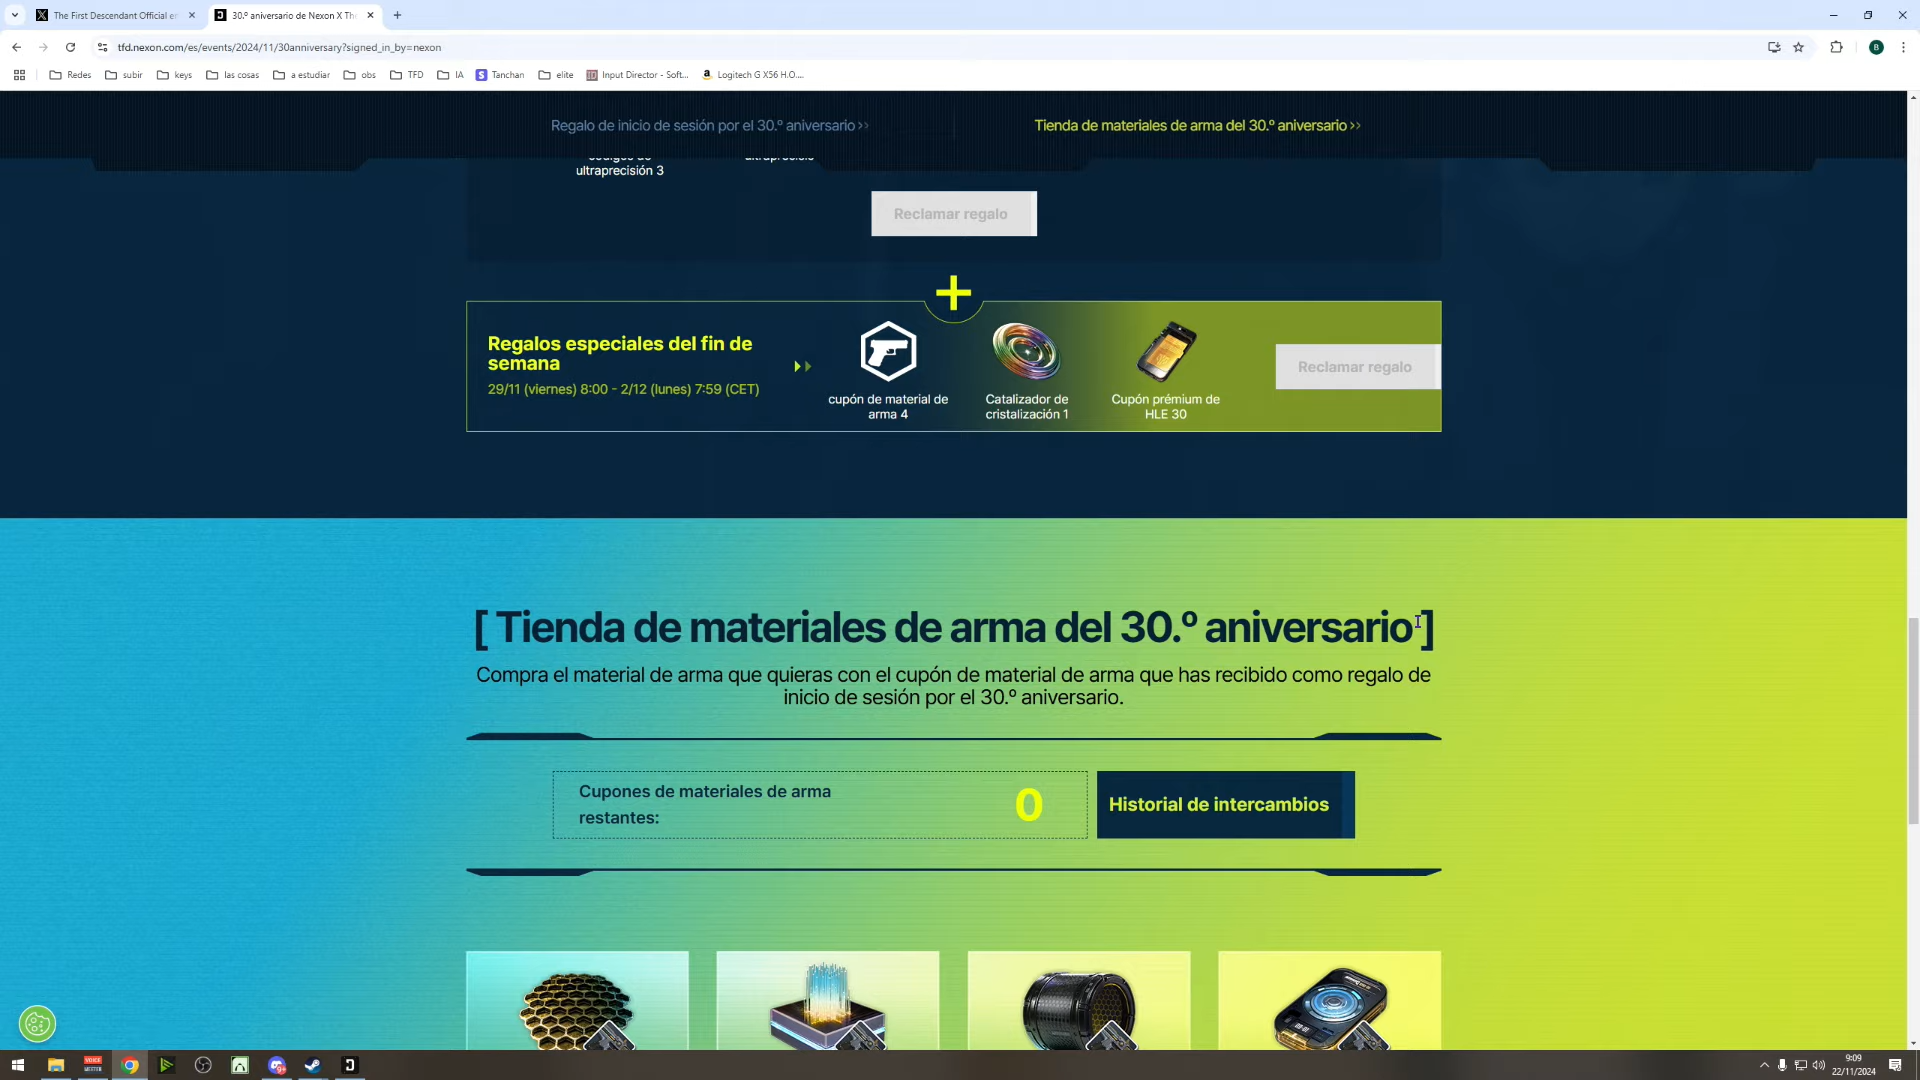 The First Descendant Official en
30.º aniversario de Nexon X The
tfd.nexon.com/es/events/2024/11/30anniversary?signed_in_by=nexon
B
Redes
subir
keys
las cosas
a estudiar
obs
TFD
IA
Tanchan
elite
Input Director - Soft...
Logitech G X56 H.O....
Regalo de inicio de sesión por el 30.º aniversario >>
Tienda de materiales de arma del 30.º aniversario >>
códigos de
ultraprecisión 3
ultraprecisió
Reclamar regalo
Regalos especiales del fin de
semana
29/11 (viernes) 8:00 - 2/12 (lunes) 7:59 (CET)
cupón de material de
arma 4
Catalizador de
cristalización 1
Cupón prémium de
HLE 30
Reclamar regalo
[ Tienda de materiales de arma del 30.º aniversario ]
Compra el material de arma que quieras con el cupón de material de arma que has recibido como regalo de
inicio de sesión por el 30.º aniversario.
Cupones de materiales de arma
restantes:
0
Historial de intercambios
9:09
22/11/2024